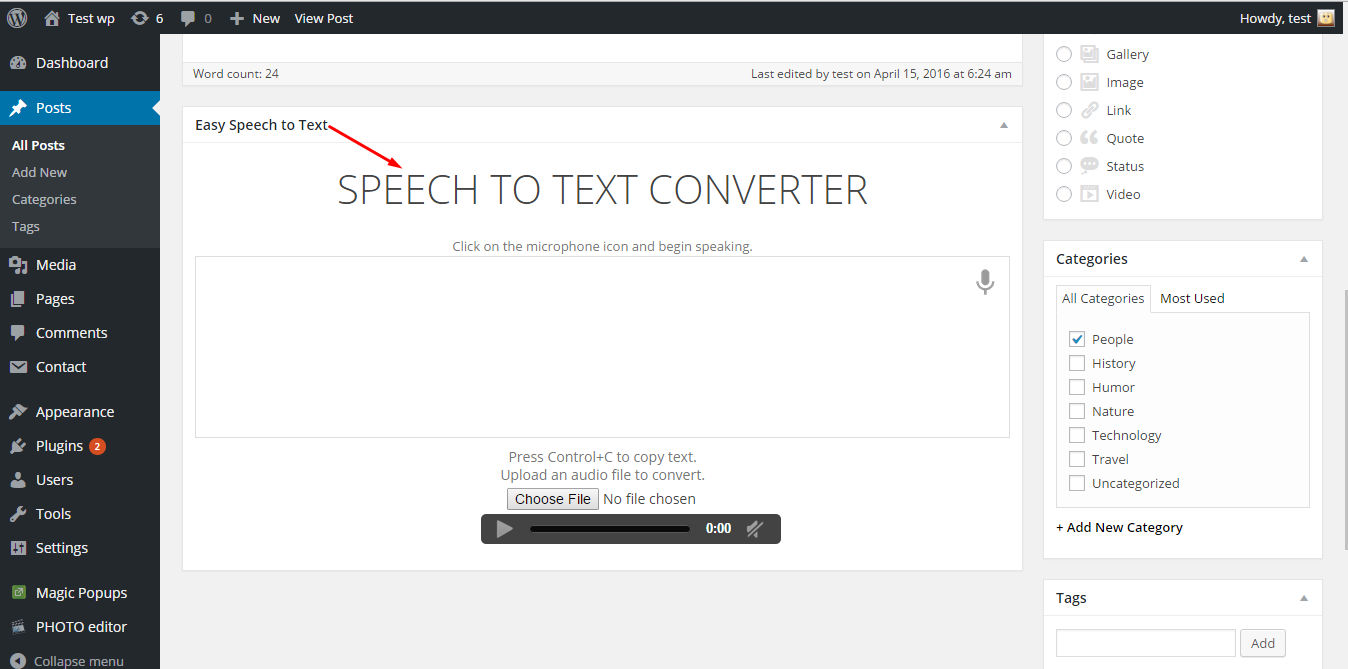 Test wp 6 0 New View Post Howdy, test
Dashboard
Posts
All Posts
Add New
Categories
Tags
Media
Pages
Comments
Contact
Appearance
Plugins 2
Users
Tools
Settings
Magic Popups
PHOTO editor
Collapse menu
Word count: 24 Last edited by test on April 15, 2016 at 6:24 am
Easy Speech to Text
SPEECH TO TEXT CONVERTER
Click on the microphone icon and begin speaking.
Press Control+C to copy text.
Upload an audio file to convert.
Choose File No file chosen
0:00
Gallery
Image
Link
Quote
Status
Video
Categories
All Categories Most Used
People
History
Humor
Nature
Technology
Travel
Uncategorized
+ Add New Category
Tags
Add